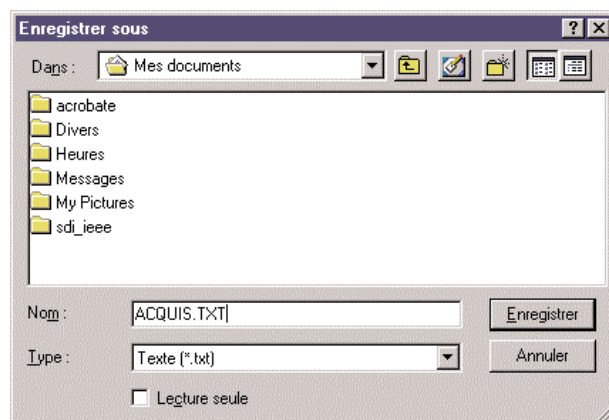 Enregistrer sous
Dans : Mes documents
acrobate
Divers
Heures
Messages
My Pictures
sdi_ieee
Nom : ACQUIS.TXT Enregistrer
Type : Texte (*.txt) Annuler
Lecture seule